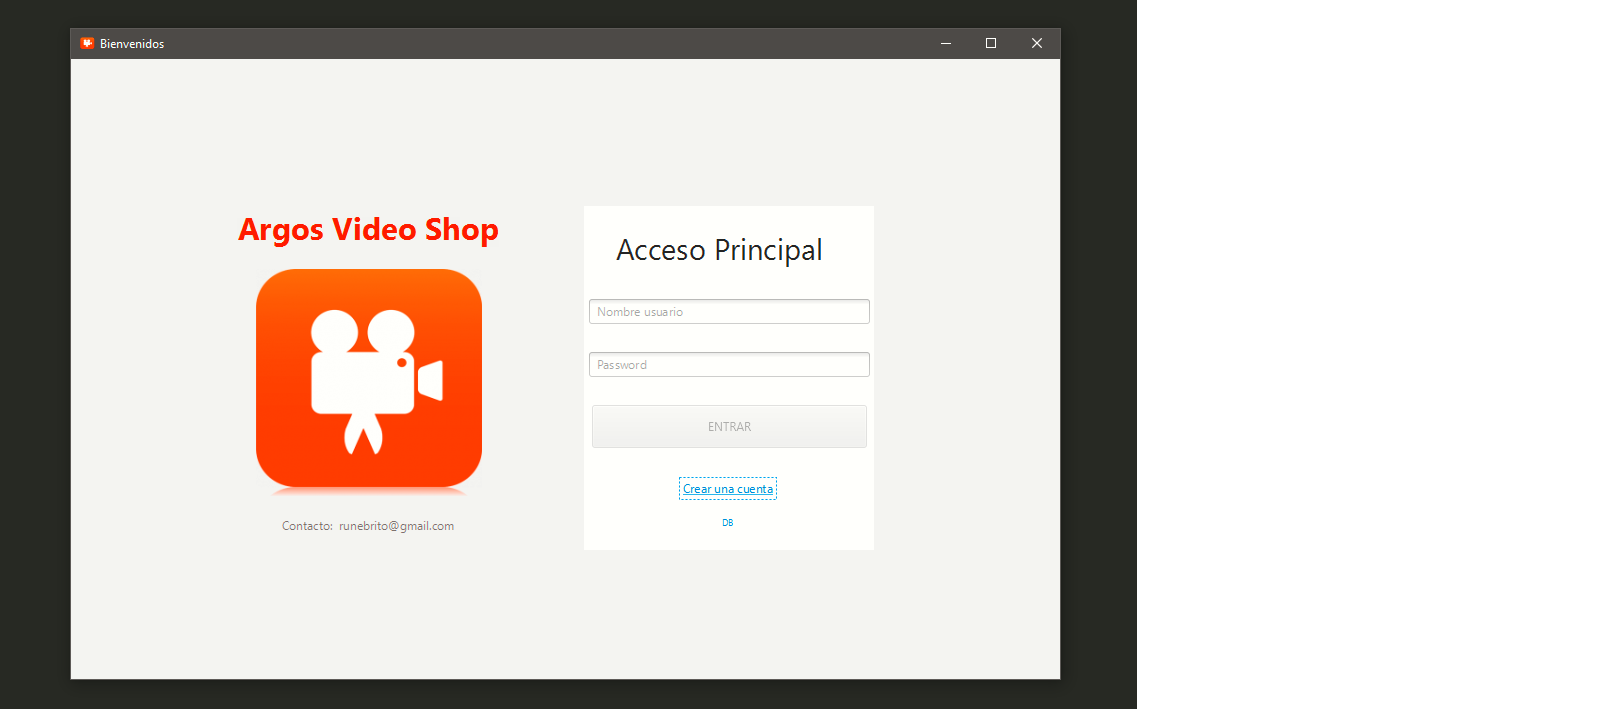 Bienvenidos
Argos Video Shop
Contacto: runebrito@gmail.com
Acceso Principal
Nombre usuario
Password
ENTRAR
Crear una cuenta
DB